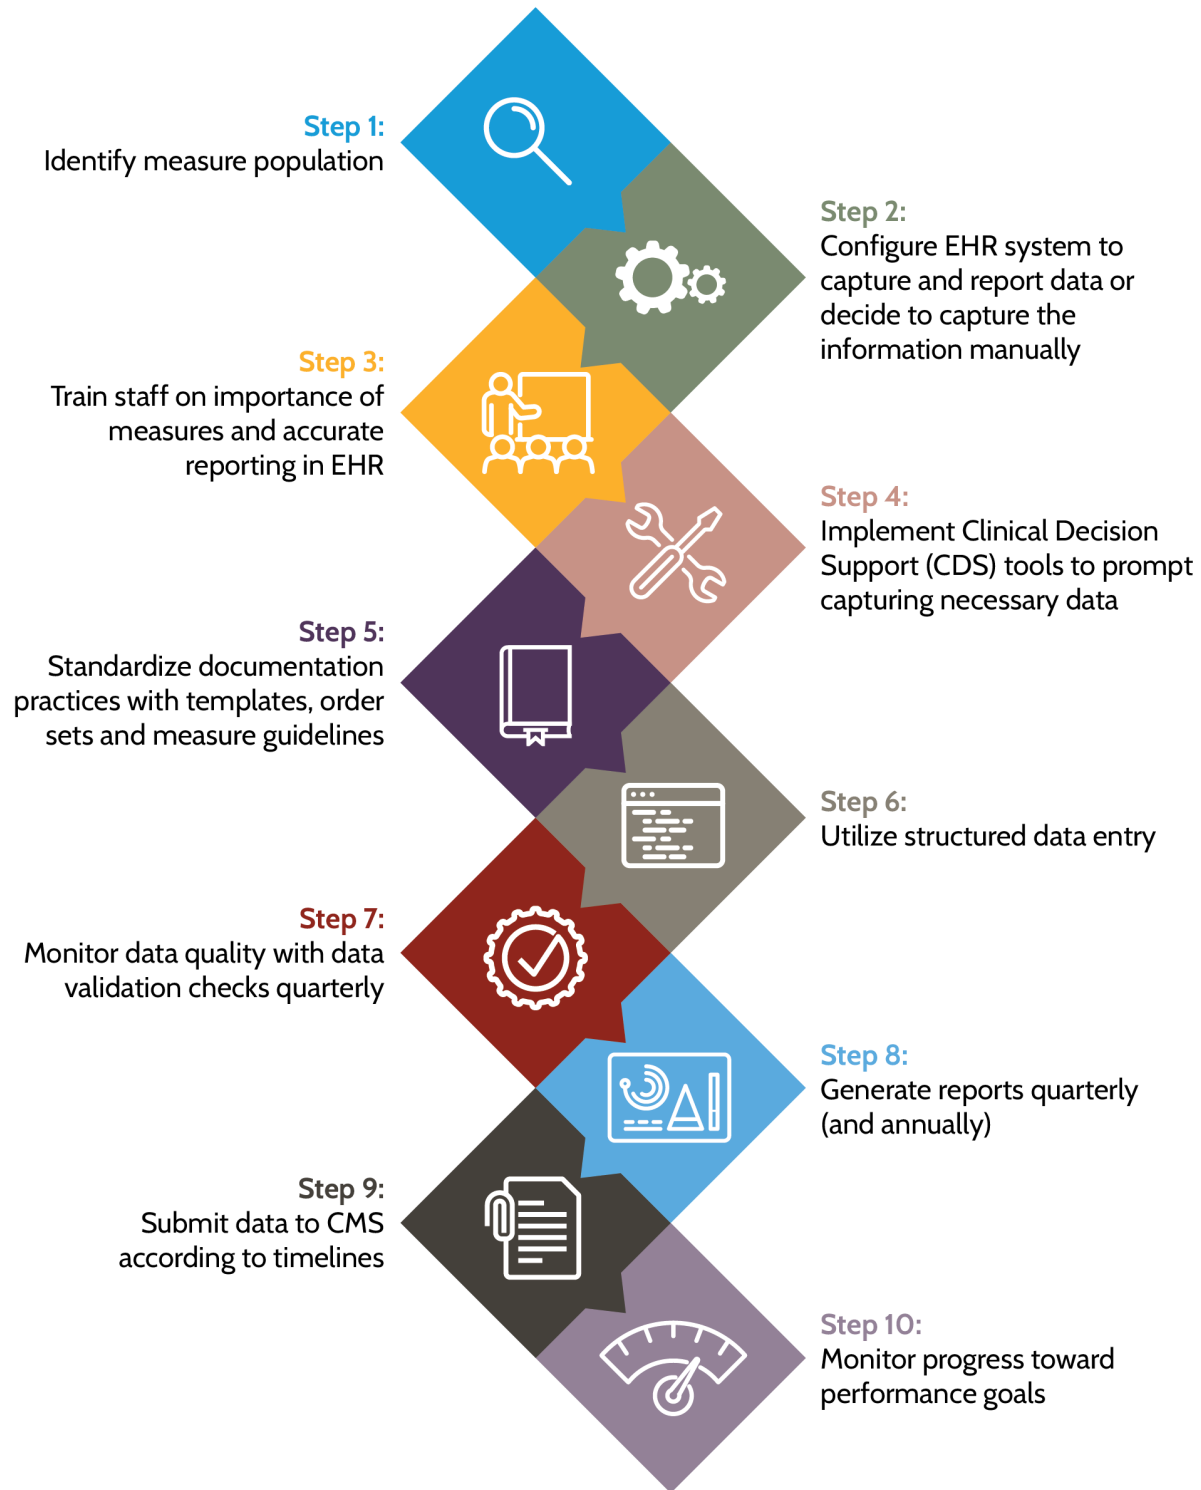 Step 1:
Identify measure population
Step 2:
Configure EHR system to
capture and report data or
decide to capture the
information manually
Step 3:
Train staff on importance of
measures and accurate
reporting in EHR
Step 4:
Implement Clinical Decision
Support (CDS) tools to prompt
capturing necessary data
Step 5:
Standardize documentation
practices with templates, order
sets and measure guidelines
Step 6:
Utilize structured data entry
Step 7:
Monitor data quality with data
validation checks quarterly
Step 8:
Generate reports quarterly
(and annually)
Step 9:
Submit data to CMS
according to timelines
Step 10:
Monitor progress toward
performance goals